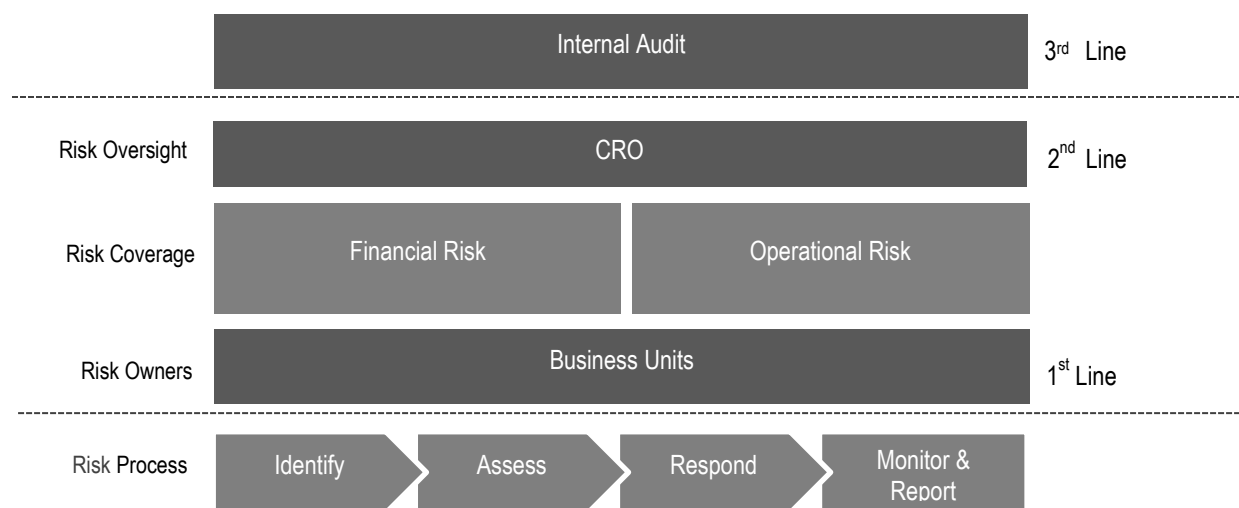 Internal Audit
3rd Line
Risk Oversight
CRO
2nd Line
Risk Coverage
Financial Risk
Operational Risk
Risk Owners
Business Units
1st Line
Risk Process
Identify
Assess
Respond
Monitor &
Report